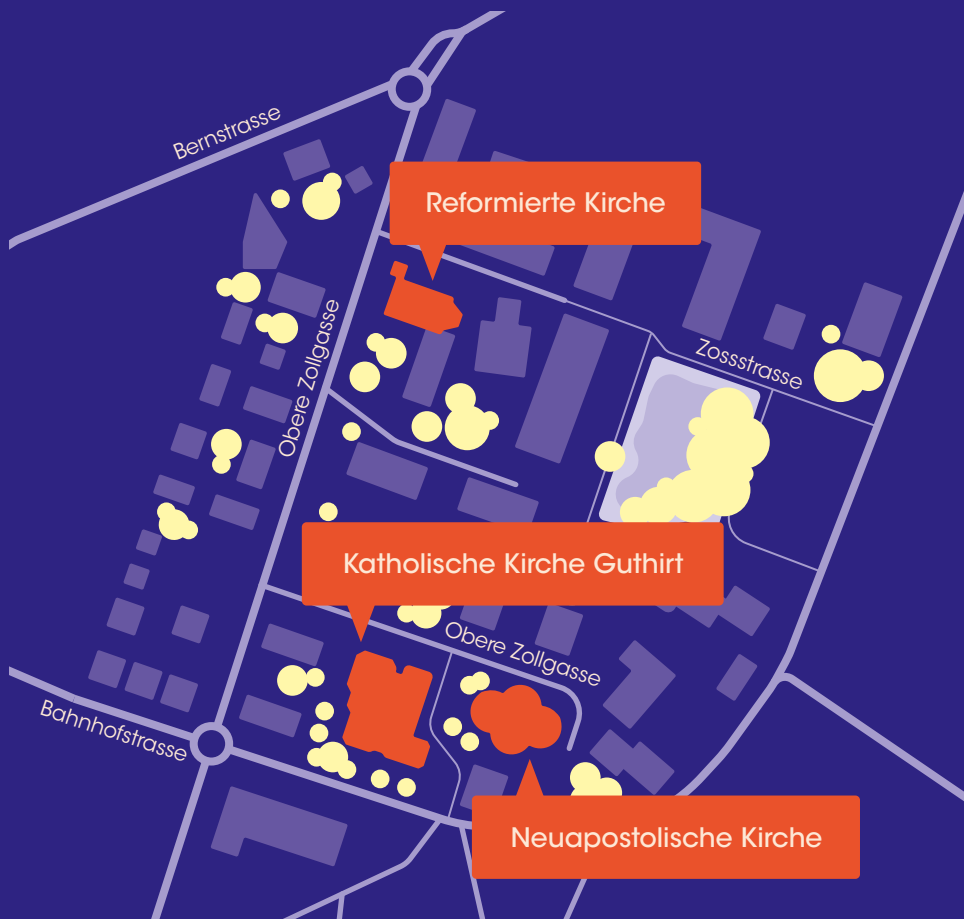 Bernstrasse
Reformierte Kirche
Obere Zollgasse
Zossstrasse
Katholische Kirche Guthirt
Obere Zollgasse
Bahnhofstrasse
Neuapostolische Kirche